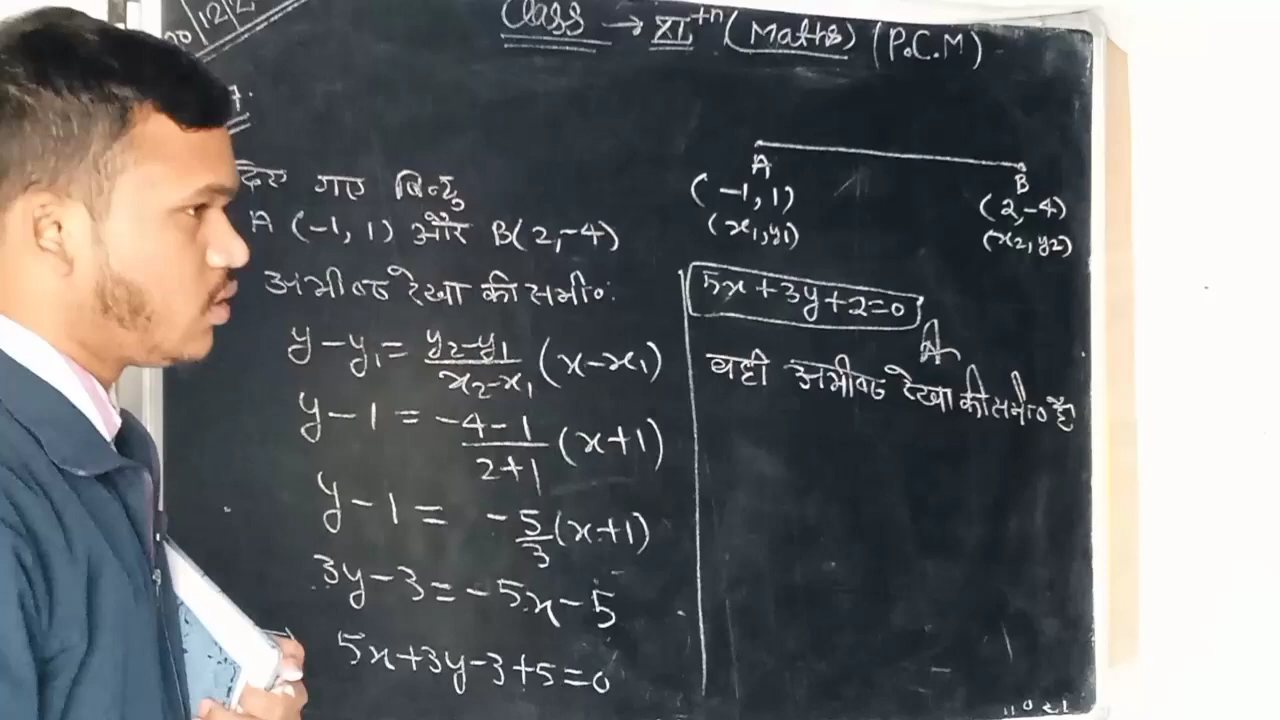 12
Class → XI th (Maths) (P.C.M)
7.
दिए गए बिन्दु
A (-1, 1) और B(2,-4)
अभीष्ठ रेखा की समी०:
y-y₁ = y₂-y₁/x₂-x₁ (x-x₁)
y-1 = -4-1/2+1 (x+1)
y-1 = -5/3 (x+1)
3y-3=-5x-5
5x+3y-3+5=0
A B
(-1, 1) (2,-4)
(x₁,y₁) (x₂,y₂)
5x+3y+2=0
यही अभीष्ठ रेखा की समी० है।